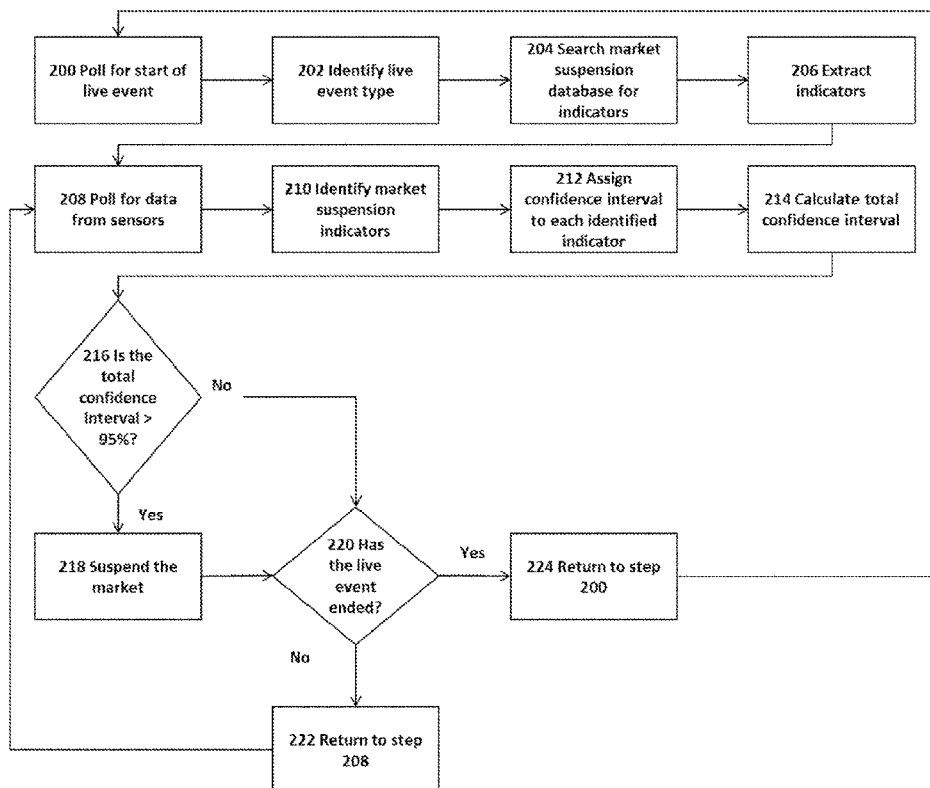 200 Poll for start of
live event
202 Identify live
event type
204 Search market
suspension
database for
indicators
206 Extract
indicators
208 Poll for data
from sensors
210 Identify market
suspension
indicators
212 Assign
confidence interval
to each identified
indicator
214 Calculate total
confidence interval
216 Is the
total
confidence
interval >
95%?
No
Yes
218 Suspend the
market
220 Has
the live
event
ended?
Yes
224 Return to step
200
No
222 Return to step
208